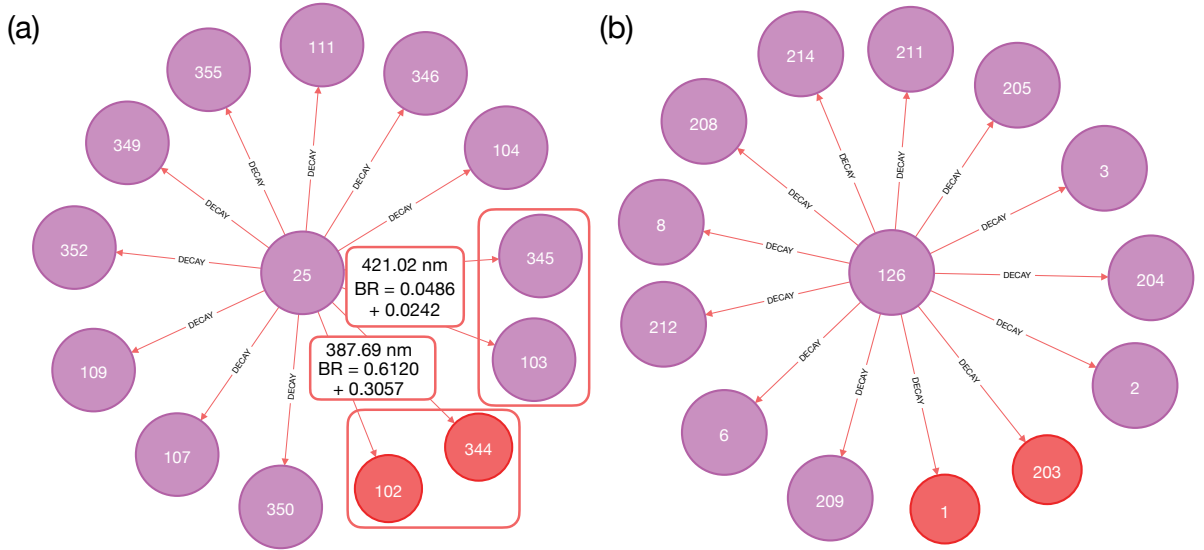 (a)
111
355
346
349
104
352
25
345
421.02 nm
BR = 0.0486
+ 0.0242
103
387.69 nm
BR = 0.6120
+ 0.3057
109
107
350
102
344
DECAY
DECAY
DECAY
DECAY
DECAY
DECAY
DECAY
DECAY
DECAY
(b)
214
211
205
208
3
8
126
204
212
2
6
209
1
203
DECAY
DECAY
DECAY
DECAY
DECAY
DECAY
DECAY
DECAY
DECAY
DECAY
DECAY
DECAY
DECAY